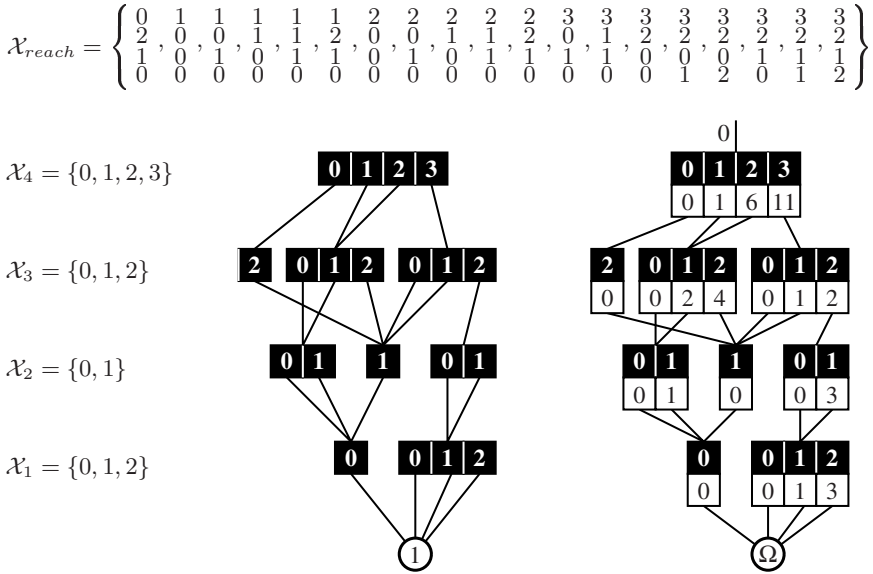 0 1 1 1 1 1 2 2 2 2 2 3 3 3 3 3 3 3 3
𝒳reach = { 2 , 0 , 0 , 1 , 1 , 2 , 0 , 0 , 1 , 1 , 2 , 0 , 1 , 2 , 2 , 2 , 2 , 2 , 2 }
1 0 1 0 1 1 0 1 0 1 1 1 1 0 0 0 1 1 1
0 0 0 0 0 0 0 0 0 0 0 0 0 0 1 2 0 1 2
0
𝒳4 = {0, 1, 2, 3} 0 1 2 3 0 1 2 3
0 1 6 11
𝒳3 = {0, 1, 2} 2 0 1 2 0 1 2 2 0 1 2 0 1 2
0 0 2 4 0 1 2
𝒳2 = {0, 1} 0 1 1 0 1 0 1 1 0 1
0 1 0 0 3
𝒳1 = {0, 1, 2} 0 0 1 2 0 0 1 2
0 0 1 3
1 Ω